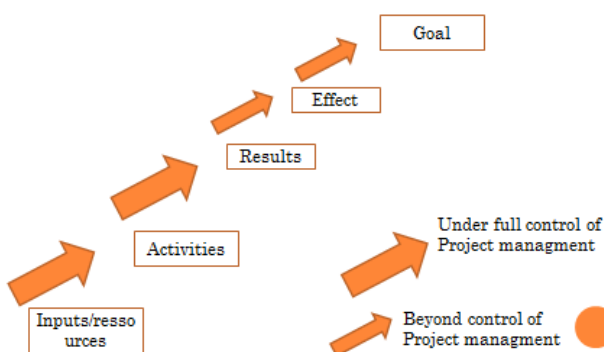 Goal
Effect
Results
Activities
Inputs/resso
urces
Under full control of
Project managment
Beyond control of
Project managment